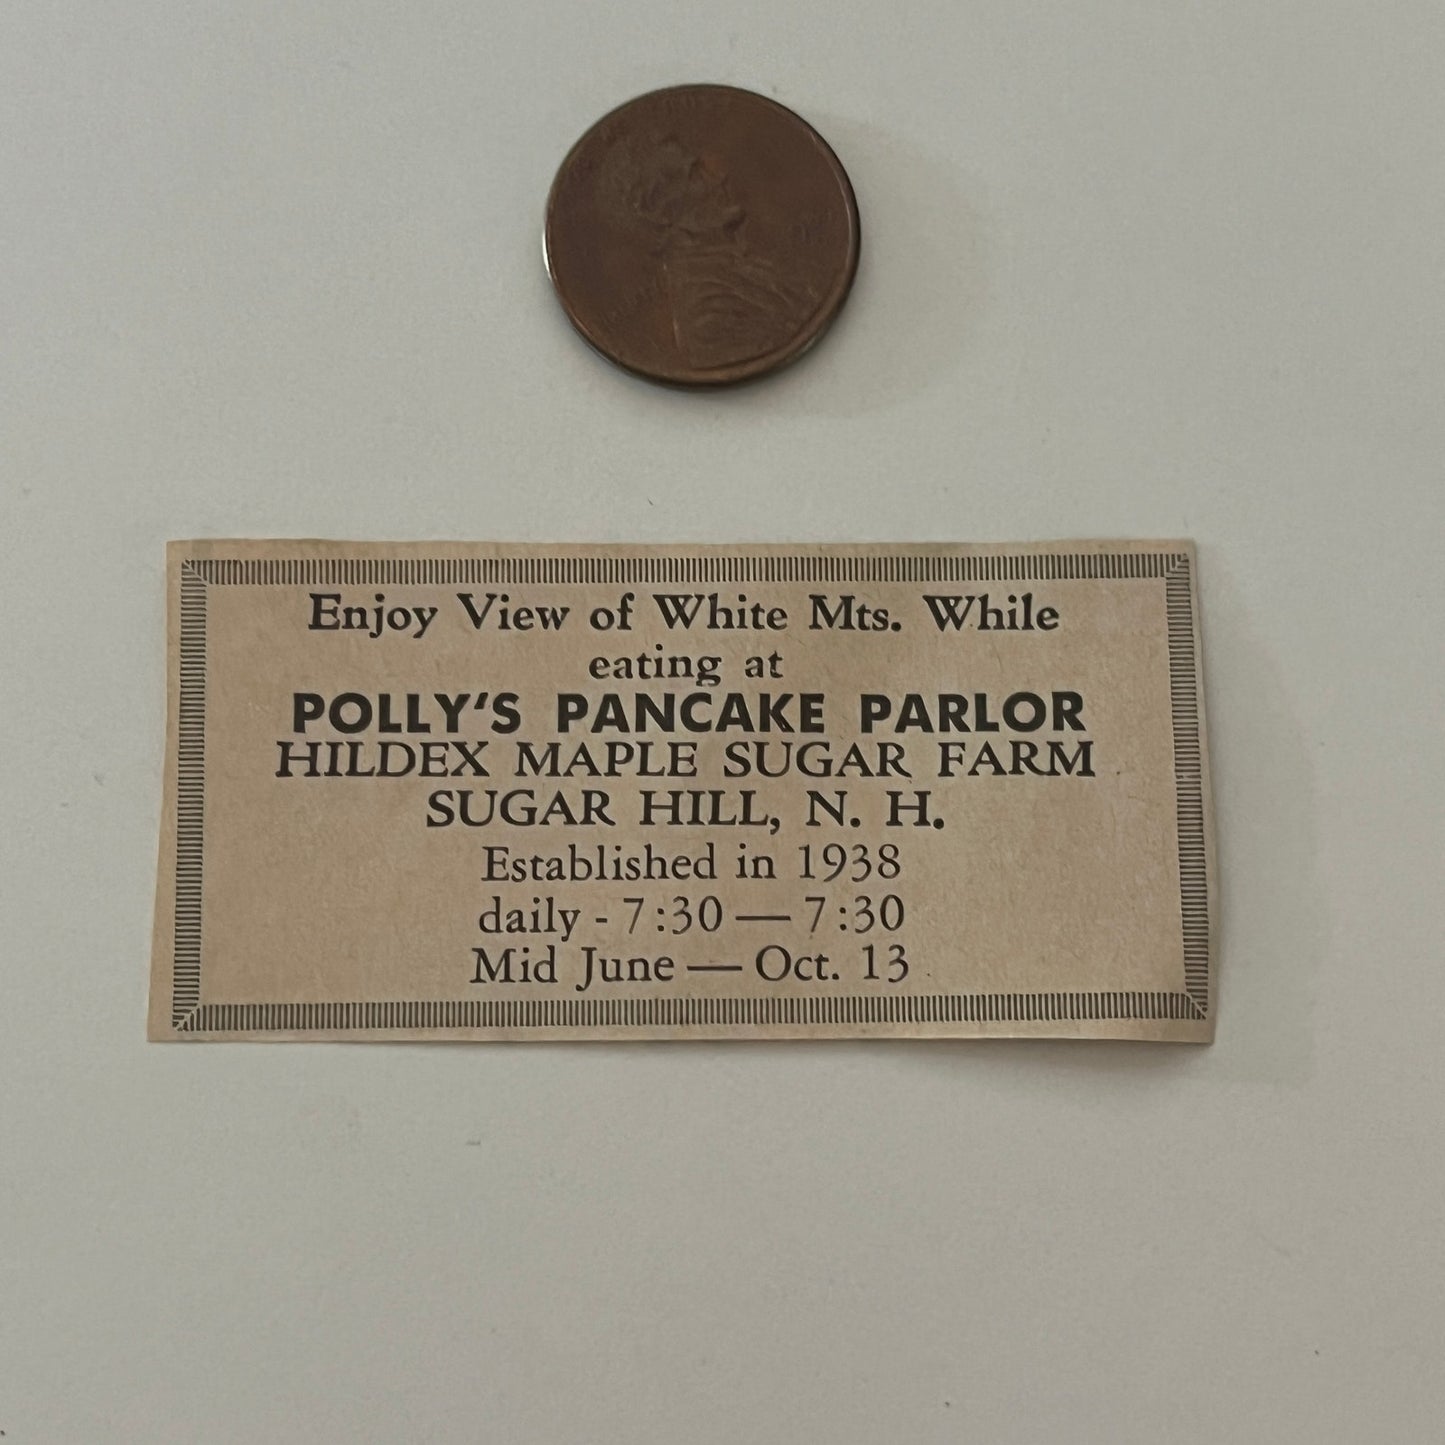 Enjoy View of White Mts. While
eating at
POLLY'S PANCAKE PARLOR
HILDEX MAPLE SUGAR FARM
SUGAR HILL, N. H.
Established in 1938
daily - 7:30 — 7:30
Mid June — Oct. 13